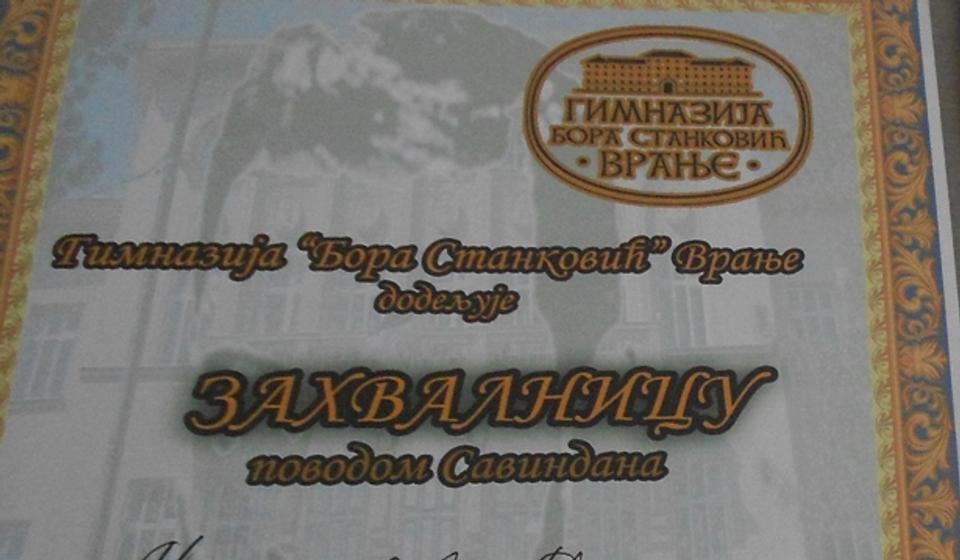 ГИМНАЗИЈА
БОРА СТАНКОВИЋ
ВРАЊЕ
Гимназија “Бора Станковић” Врање
додељује
ЗАХВАЛНИЦУ
поводом Савиндана